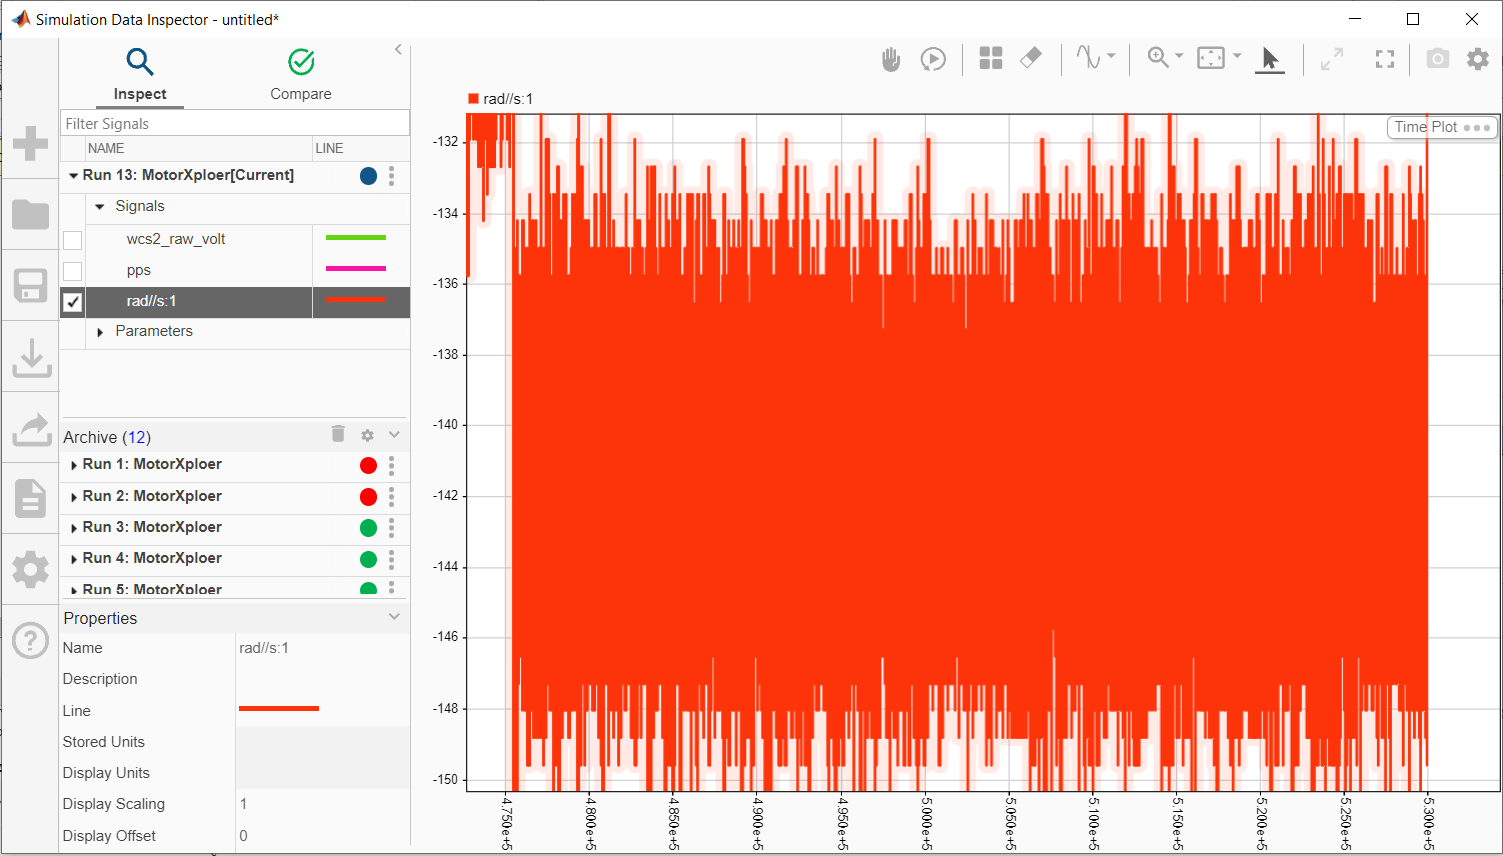 Simulation Data Inspector - untitled*
Inspect
Compare
Filter Signals
NAME
LINE
Run 13: MotorXploer[Current]
Signals
wcs2_raw_volt
pps
rad//s:1
Parameters
Archive (12)
Run 1: MotorXploer
Run 2: MotorXploer
Run 3: MotorXploer
Run 4: MotorXploer
Run 5: MotorXploer
Properties
Name
rad//s:1
Description
Line
Stored Units
Display Units
Display Scaling
1
Display Offset
0
rad//s:1
Time Plot
-132
-134
-136
-138
-140
-142
-144
-146
-148
-150
4.750e+5
4.800e+5
4.850e+5
4.900e+5
4.950e+5
5.000e+5
5.050e+5
5.100e+5
5.150e+5
5.200e+5
5.250e+5
5.300e+5